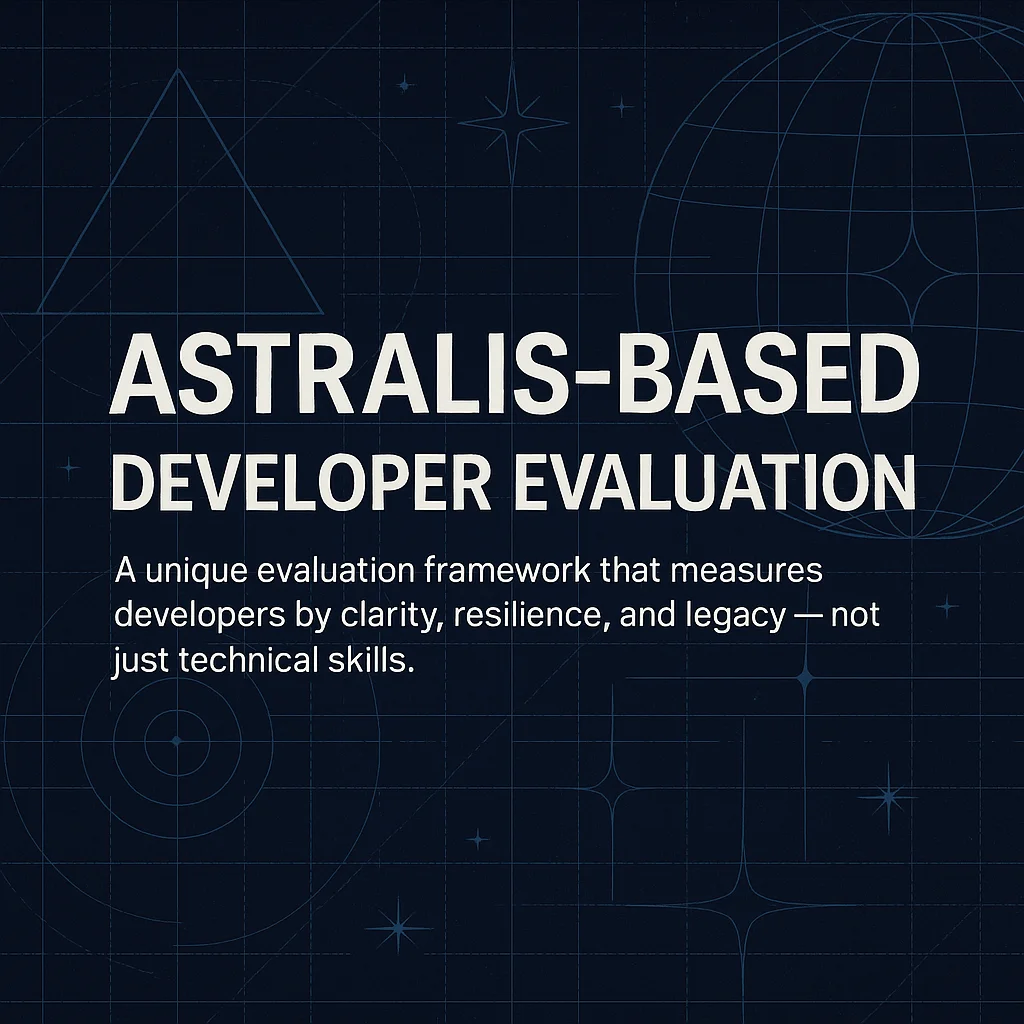 ASTRALIS-BASED
DEVELOPER EVALUATION
A unique evaluation framework that measures
developers by clarity, resilience, and legacy — not
just technical skills.